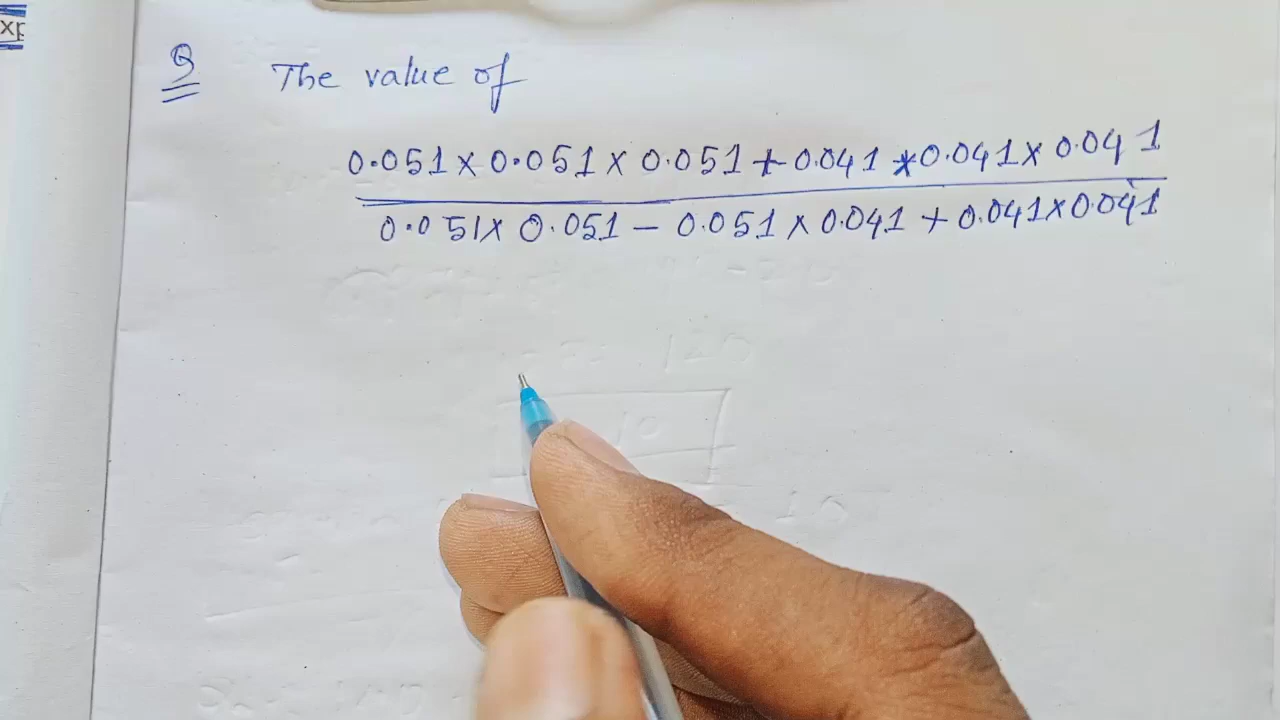 xp
Q The value of
0.051 × 0.051 × 0.051 + 0.041 * 0.041 × 0.041
0.051 × 0.051 − 0.051 × 0.041 + 0.041 × 0.041